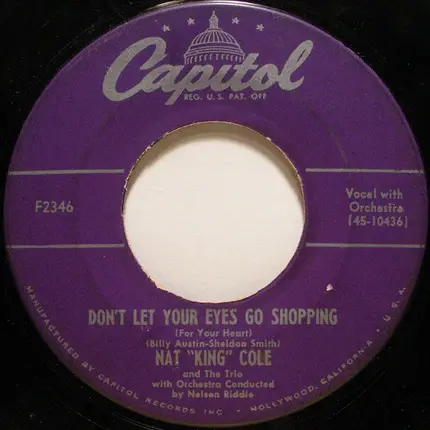 Capitol
REG. U. S. PAT. OFF.
F2346
Vocal with
Orchestra
(45-10436)
DON'T LET YOUR EYES GO SHOPPING
(For Your Heart)
(Billy Austin-Sheldon Smith)
NAT "KING" COLE
and The Trio
with Orchestra Conducted
by Nelson Riddle
MANUFACTURED BY CAPITOL RECORDS INC • HOLLYWOOD, CALIFORNIA • U.S.A.